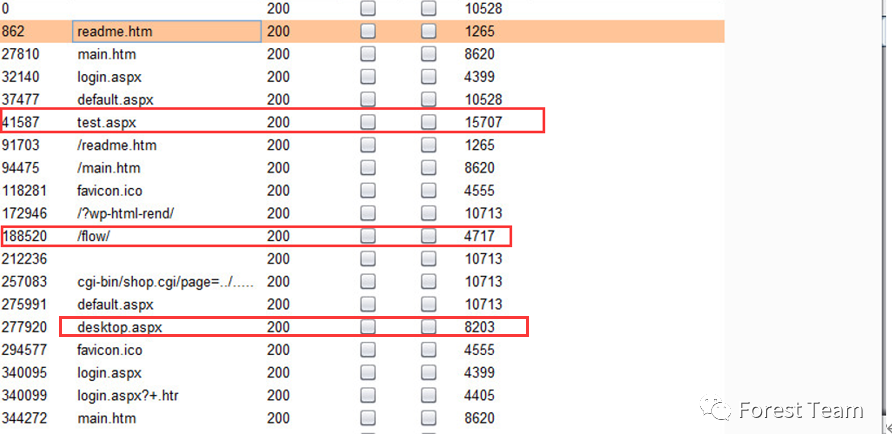 0 200 10528
862 readme.htm 200 1265
27810 main.htm 200 8620
32140 login.aspx 200 4399
37477 default.aspx 200 10528
41587 test.aspx 200 15707
91703 /readme.htm 200 1265
94475 /main.htm 200 8620
118281 favicon.ico 200 4555
172946 /?wp-html-rend/ 200 10713
188520 /flow/ 200 4717
212236 200 10713
257083 cgi-bin/shop.cgi/page=../..... 200 10713
275991 default.aspx 200 10713
277920 desktop.aspx 200 8203
294577 favicon.ico 200 4555
340095 login.aspx 200 4399
340099 login.aspx?+.htr 200 4405
344272 main.htm 200 8620
Forest Team